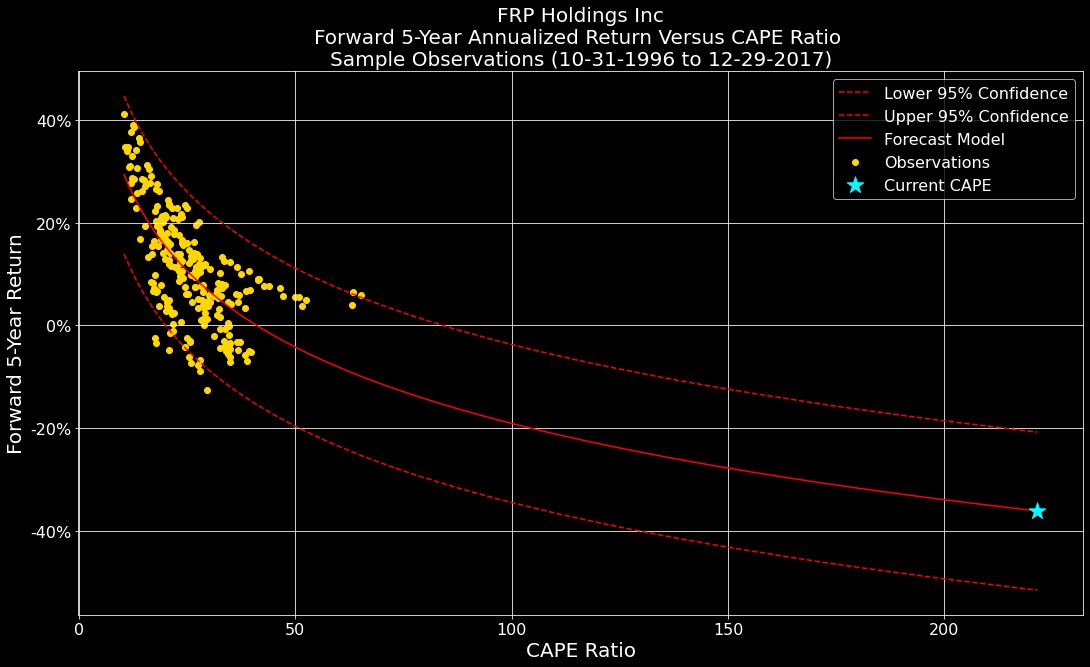 FRP Holdings Inc
Forward 5-Year Annualized Return Versus CAPE Ratio
Sample Observations (10-31-1996 to 12-29-2017)
Lower 95% Confidence
Upper 95% Confidence
Forecast Model
Observations
Current CAPE
Forward 5-Year Return
40%
20%
0%
-20%
-40%
0 50 100 150 200
CAPE Ratio